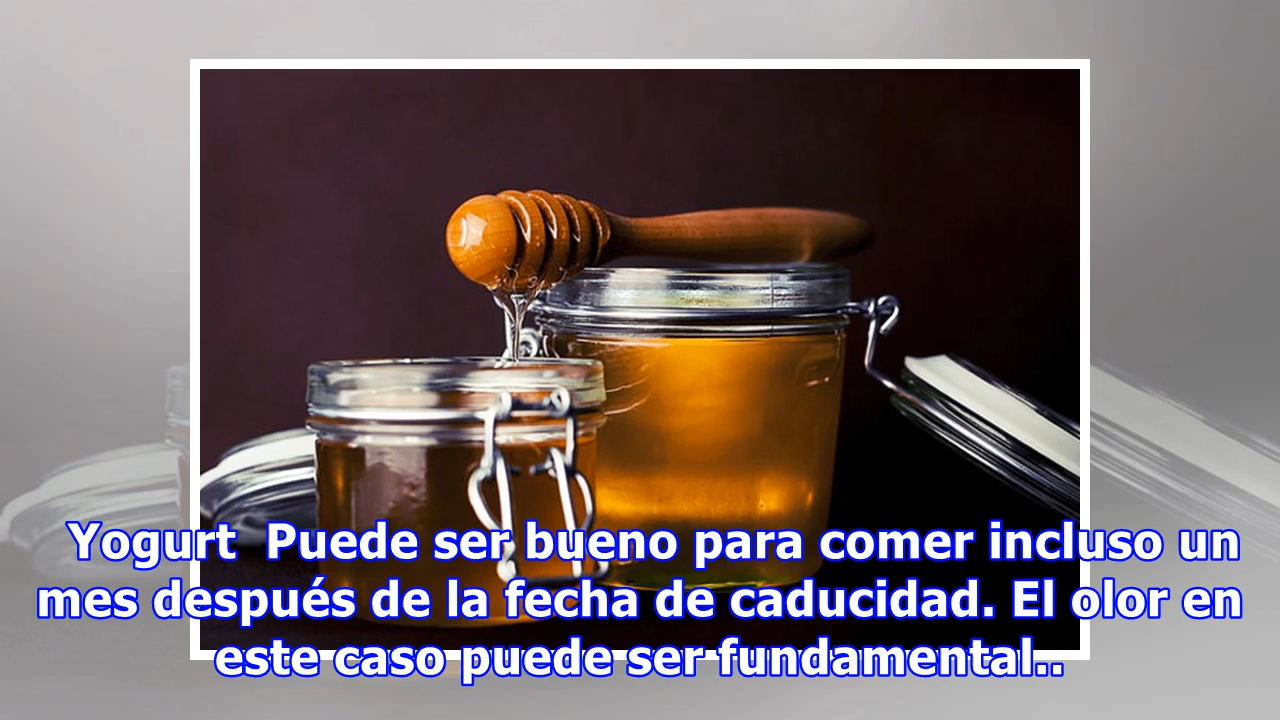 Yogurt  Puede ser bueno para comer incluso un
mes después de la fecha de caducidad. El olor en
este caso puede ser fundamental..